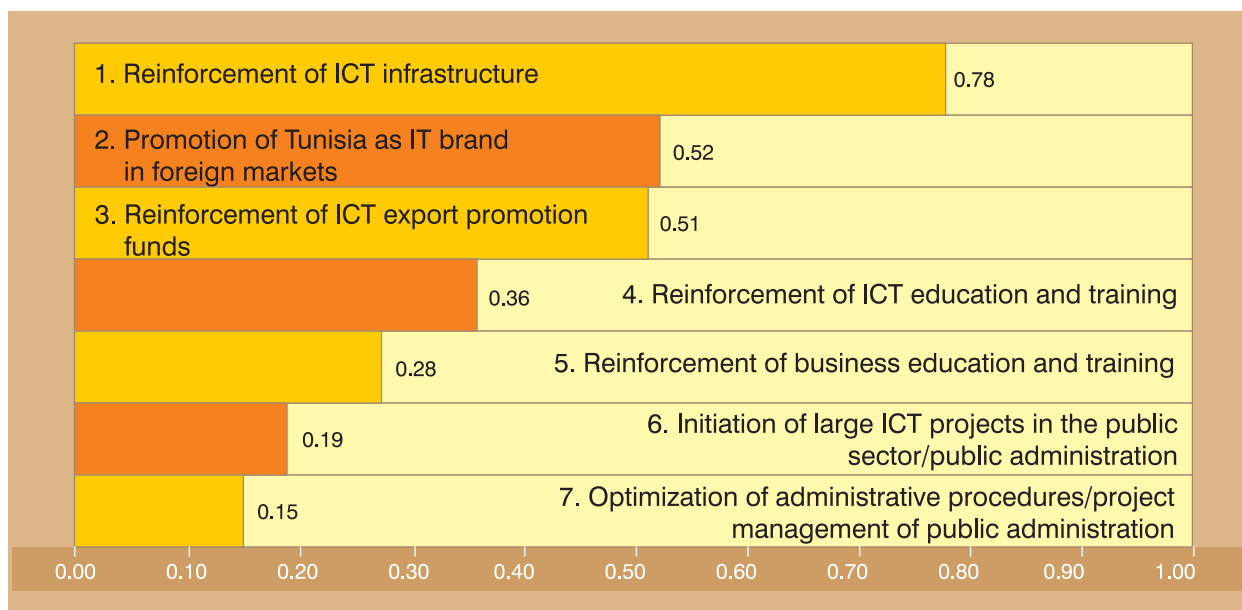 1. Reinforcement of ICT infrastructure
0.78
2. Promotion of Tunisia as IT brand
in foreign markets
0.52
3. Reinforcement of ICT export promotion
funds
0.51
0.36
4. Reinforcement of ICT education and training
0.28
5. Reinforcement of business education and training
0.19
6. Initiation of large ICT projects in the public
sector/public administration
0.15
7. Optimization of administrative procedures/project
management of public administration
0.00 0.10 0.20 0.30 0.40 0.50 0.60 0.70 0.80 0.90 1.00